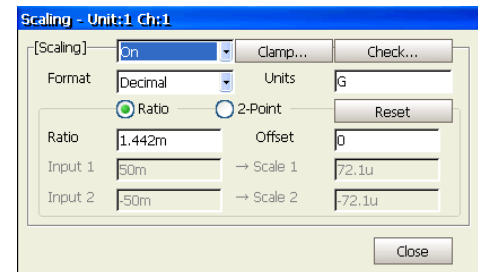 Scaling - Unit:1 Ch:1
[Scaling] On Clamp... Check...
Format Decimal Units G
Ratio 2-Point Reset
Ratio 1.442m Offset 0
Input 1 50m → Scale 1 72.1u
Input 2 -50m → Scale 2 -72.1u
Close